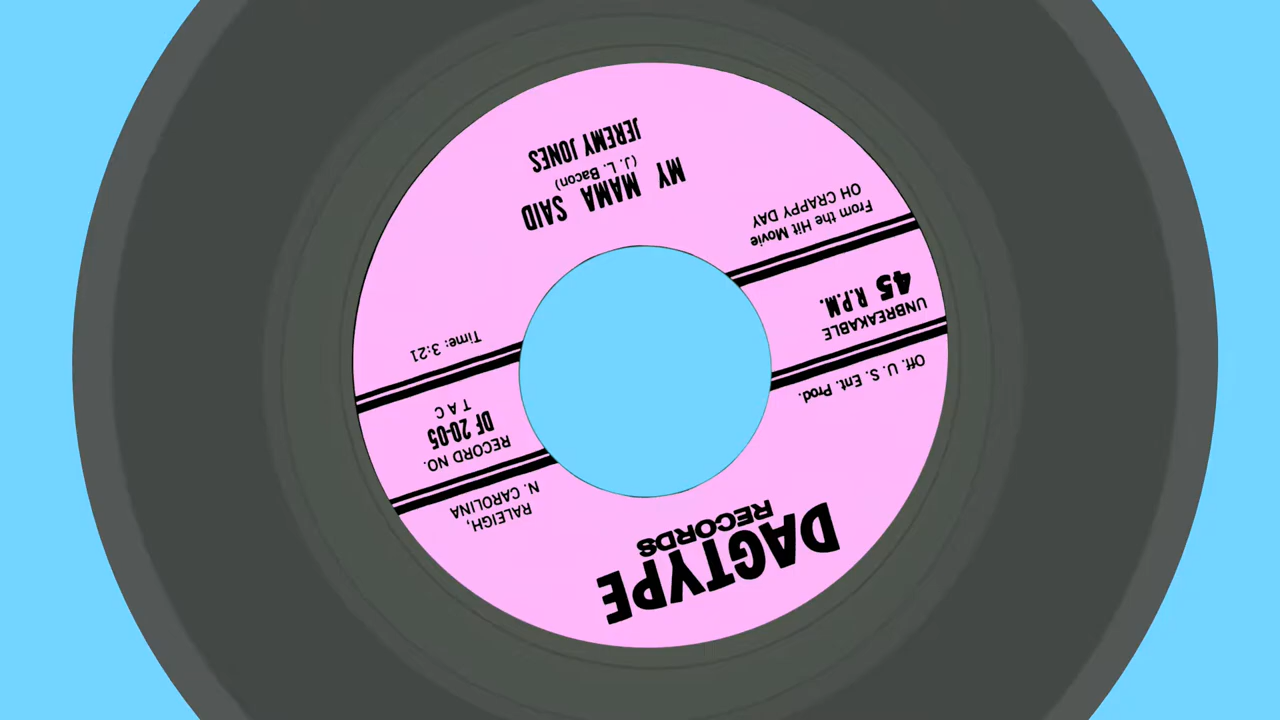 DAGTYPE
RECORDS
Off. U. S. Ent. Prod.
RALEIGH,
N. CAROLINA
UNBREAKABLE
45 R.P.M.
RECORD NO.
DF 20-05
T A C
From the Hit Movie
OH CRAPPY DAY
Time: 3:21
MY MAMA SAID
(J. L. Bacon)
JEREMY JONES